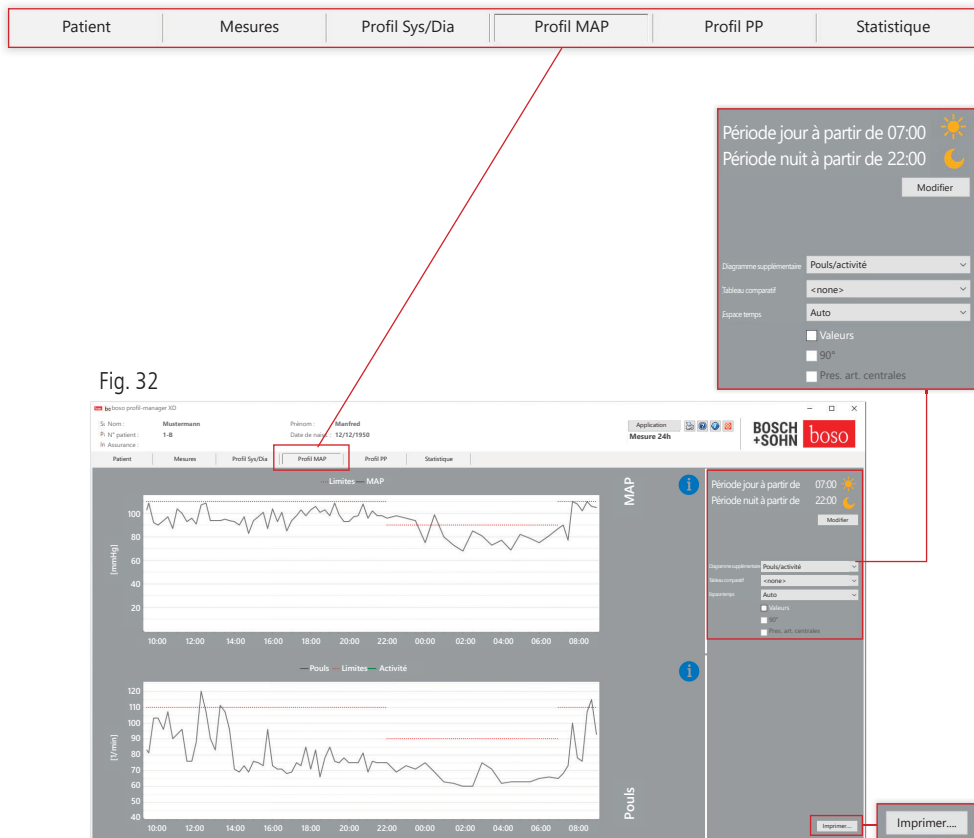 Patient Mesures Profil Sys/Dia Profil MAP Profil PP Statistique
Période jour à partir de 07:00
Période nuit à partir de 22:00
Modifier
Diagramme supplémentaire Pouls/activité
Tableau comparatif <none>
Espace temps Auto
Valeurs
90°
Pres. art. centrales
Fig. 32
boso profil-manager XD
Nom : Mustermann Prénom : Manfred Application
N° patient : 1-B Date de naiss : 12/12/1950 Mesure 24h
Assurance :
BOSCH
+SOHN boso
Patient Mesures Profil Sys/Dia Profil MAP Profil PP Statistique
Limites MAP
MAP
[mmHg]
100
80
60
40
20
10:00 12:00 14:00 16:00 18:00 20:00 22:00 00:00 02:00 04:00 06:00 08:00
Période jour à partir de 07:00
Période nuit à partir de 22:00
Modifier
Diagramme supplémentaire Pouls/activité
Tableau comparatif <none>
Espace temps Auto
Valeurs
90°
Pres. art. centrales
Pouls Limites Activité
Pouls
[1/min]
120
110
100
90
80
70
60
50
40
10:00 12:00 14:00 16:00 18:00 20:00 22:00 00:00 02:00 04:00 06:00 08:00
Imprimer...
Imprimer....